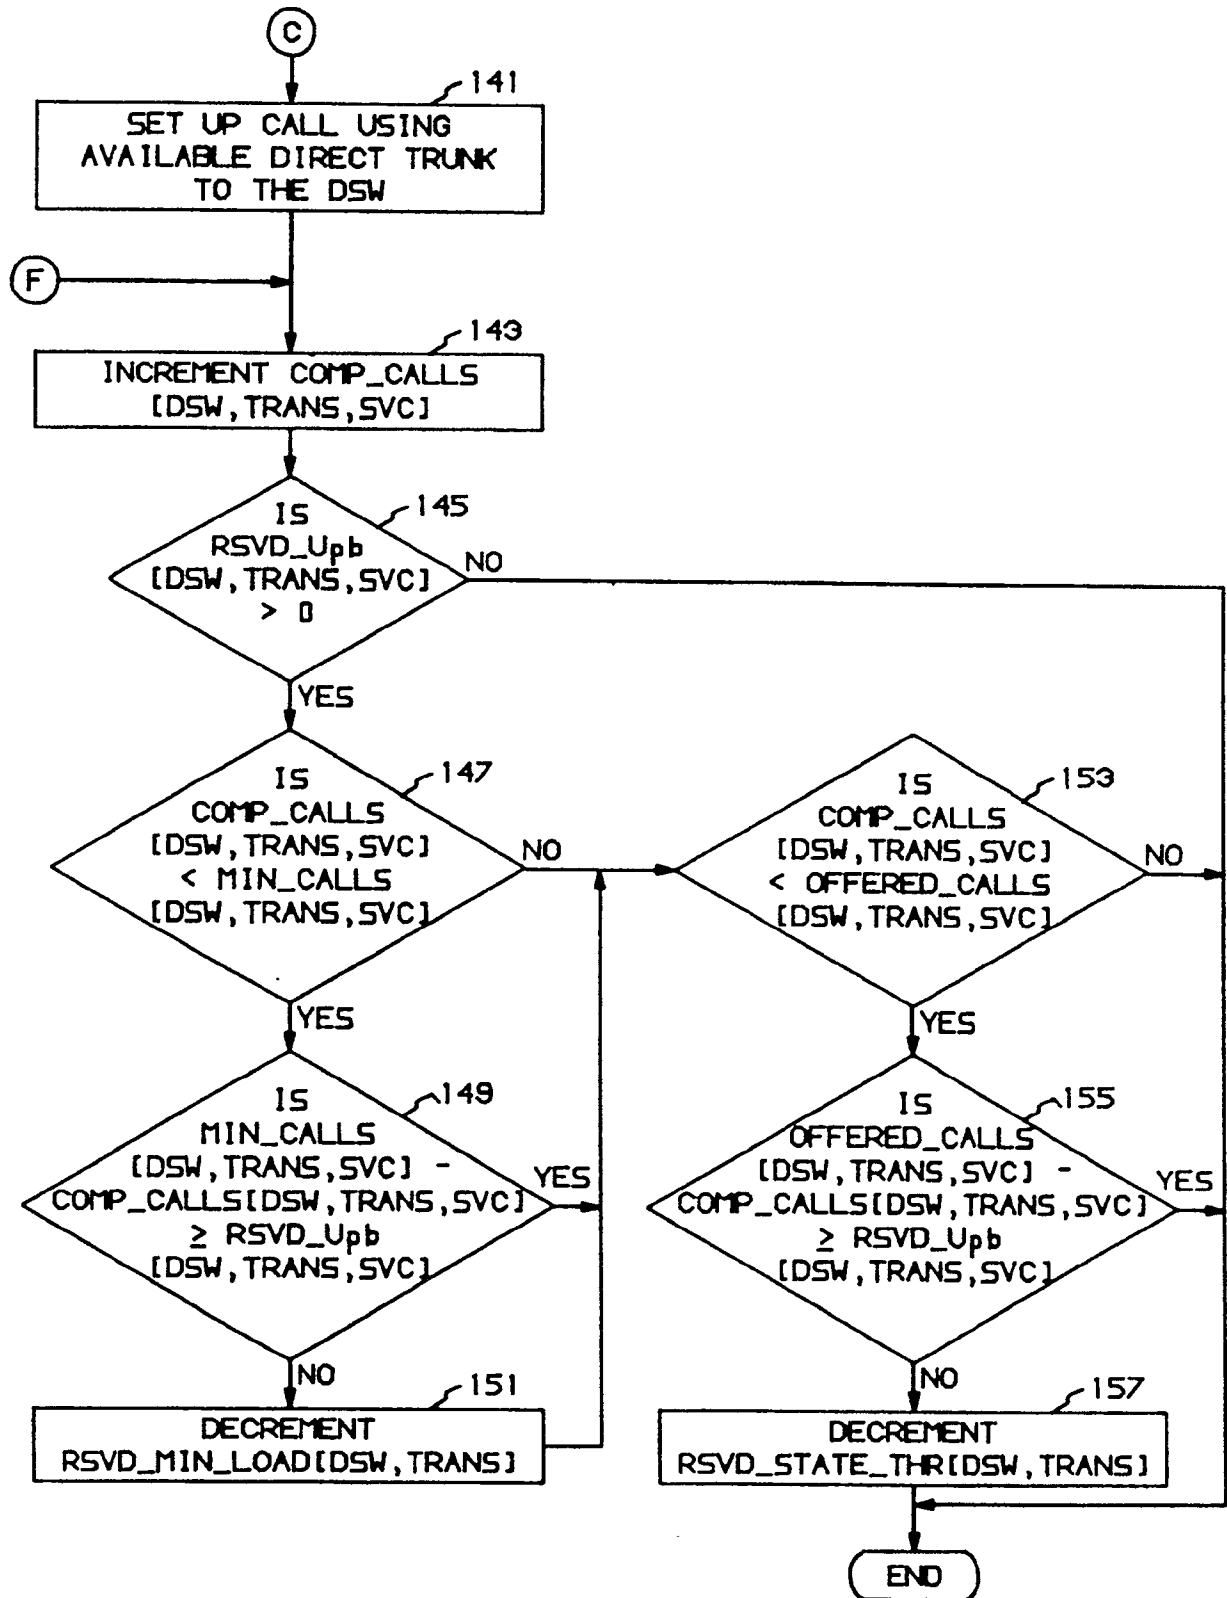 C
141
SET UP CALL USING
AVAILABLE DIRECT TRUNK
TO THE DSW
F
143
INCREMENT COMP_CALLS
[DSW,TRANS,SVC]
145
IS
RSVD_Upb
[DSW,TRANS,SVC]
> 0
NO
YES
147
IS
COMP_CALLS
[DSW,TRANS,SVC]
< MIN_CALLS
[DSW,TRANS,SVC]
NO
YES
149
IS
MIN_CALLS
[DSW,TRANS,SVC] -
COMP_CALLS[DSW,TRANS,SVC]
≥ RSVD_Upb
[DSW,TRANS,SVC]
YES
NO
151
DECREMENT
RSVD_MIN_LOAD[DSW,TRANS]
153
IS
COMP_CALLS
[DSW,TRANS,SVC]
< OFFERED_CALLS
[DSW,TRANS,SVC]
NO
YES
155
IS
OFFERED_CALLS
[DSW,TRANS,SVC] -
COMP_CALLS[DSW,TRANS,SVC]
≥ RSVD_Upb
[DSW,TRANS,SVC]
YES
NO
157
DECREMENT
RSVD_STATE_THR[DSW,TRANS]
END